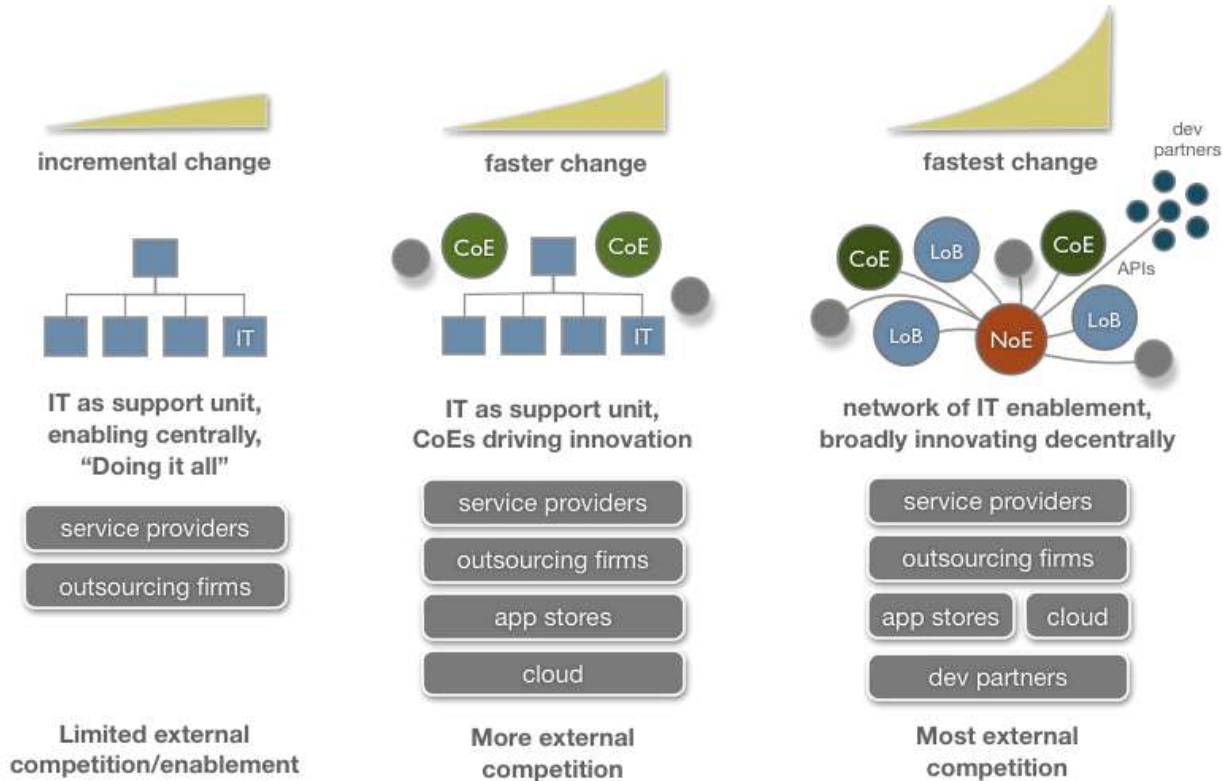 incremental change
IT
IT as support unit,
enabling centrally,
“Doing it all”
service providers
outsourcing firms
Limited external
competition/enablement
faster change
CoE
CoE
IT
IT as support unit,
CoEs driving innovation
service providers
outsourcing firms
app stores
cloud
More external
competition
fastest change
dev
partners
CoE
LoB
CoE
APIs
LoB
NoE
LoB
network of IT enablement,
broadly innovating decentrally
service providers
outsourcing firms
app stores
cloud
dev partners
Most external
competition